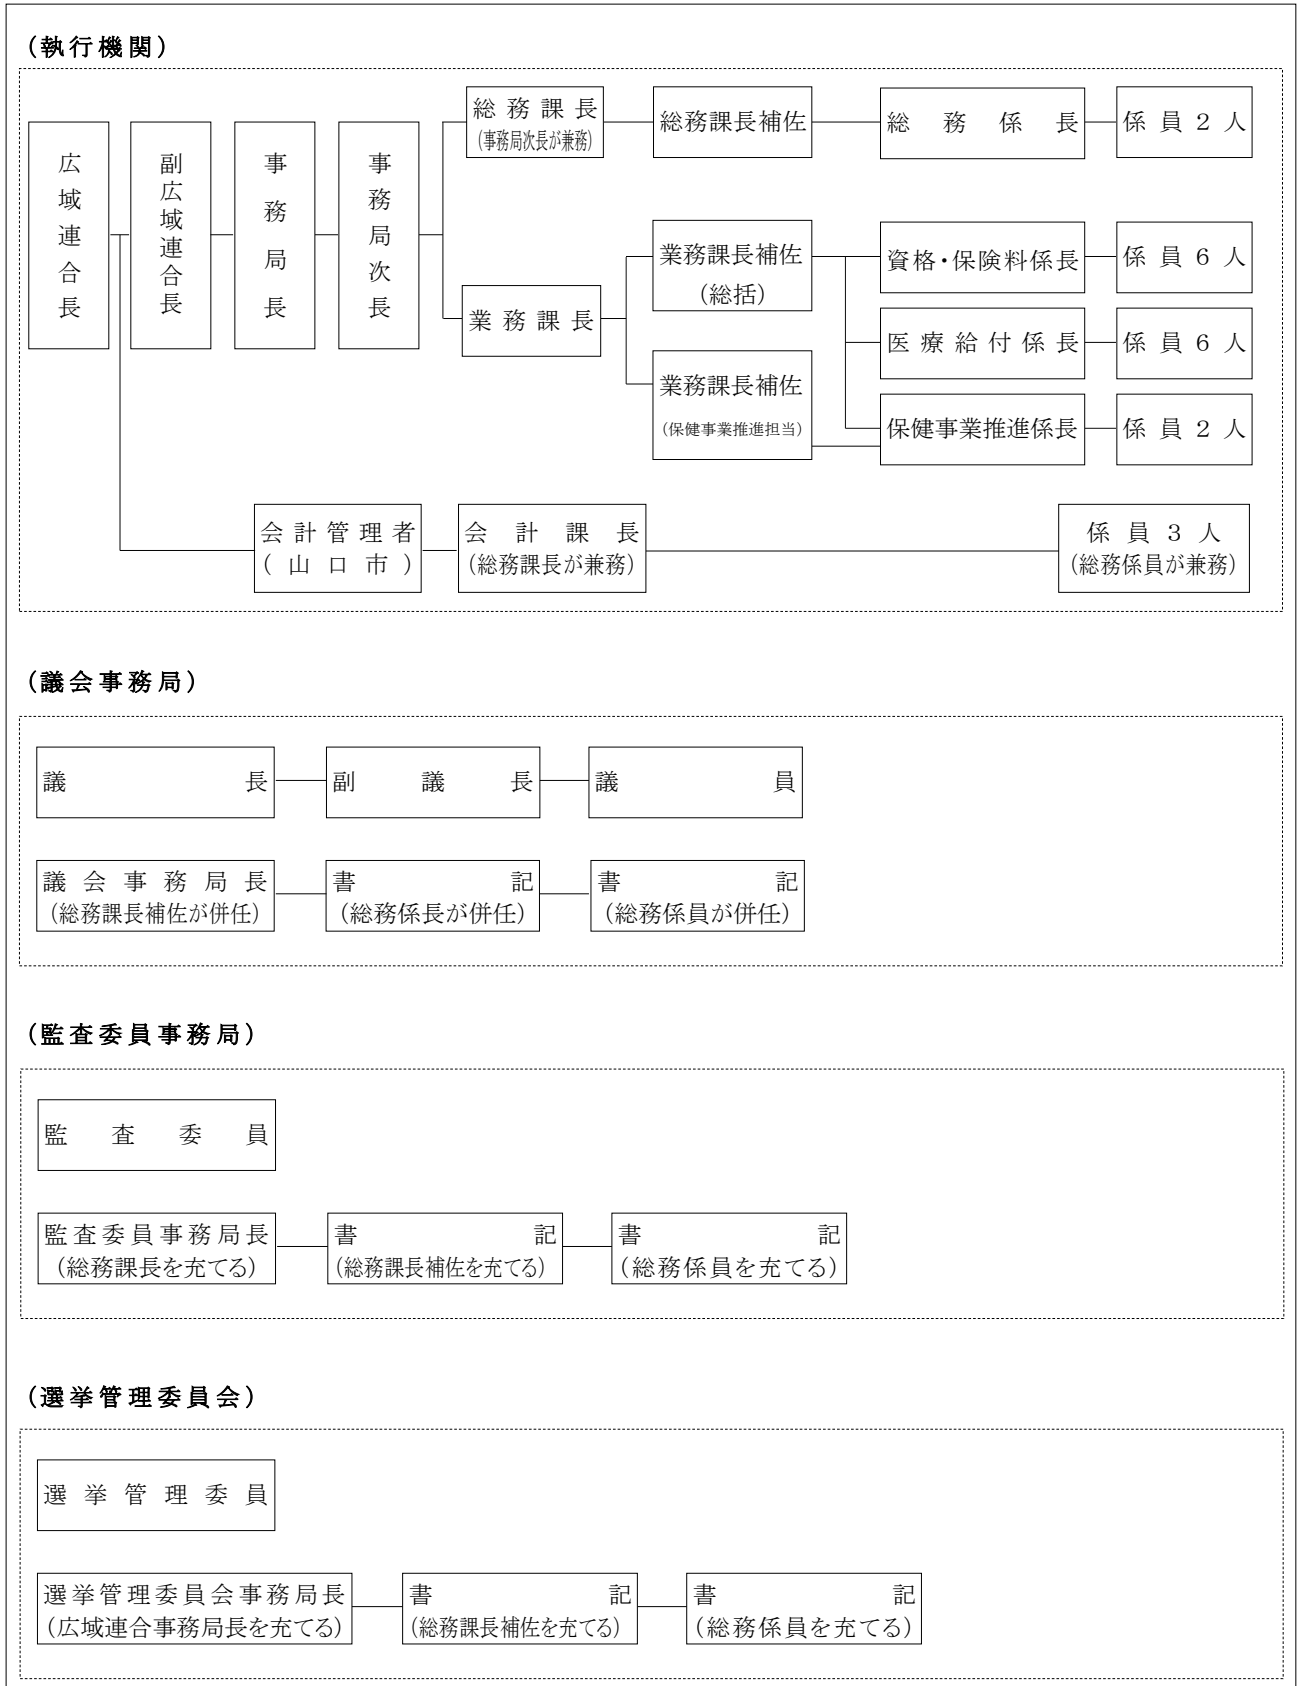 （執行機関）
広域連合長
副広域連合長
事務局長
事務局次長
総務課長
（事務局次長が兼務）
総務課長補佐
総務係長
係員２人
業務課長
業務課長補佐
（総括）
資格・保険料係長
係員６人
医療給付係長
係員６人
業務課長補佐
（保健事業推進担当）
保健事業推進係長
係員２人
会計管理者
（山口市）
会計課長
（総務課長が兼務）
係員３人
（総務係員が兼務）
（議会事務局）
議長
副議長
議員
議会事務局長
（総務課長補佐が併任）
書記
（総務係長が併任）
書記
（総務係員が併任）
（監査委員事務局）
監査委員
監査委員事務局長
（総務課長を充てる）
書記
（総務課長補佐を充てる）
書記
（総務係員を充てる）
（選挙管理委員会）
選挙管理委員
選挙管理委員会事務局長
（広域連合事務局長を充てる）
書記
（総務課長補佐を充てる）
書記
（総務係員を充てる）